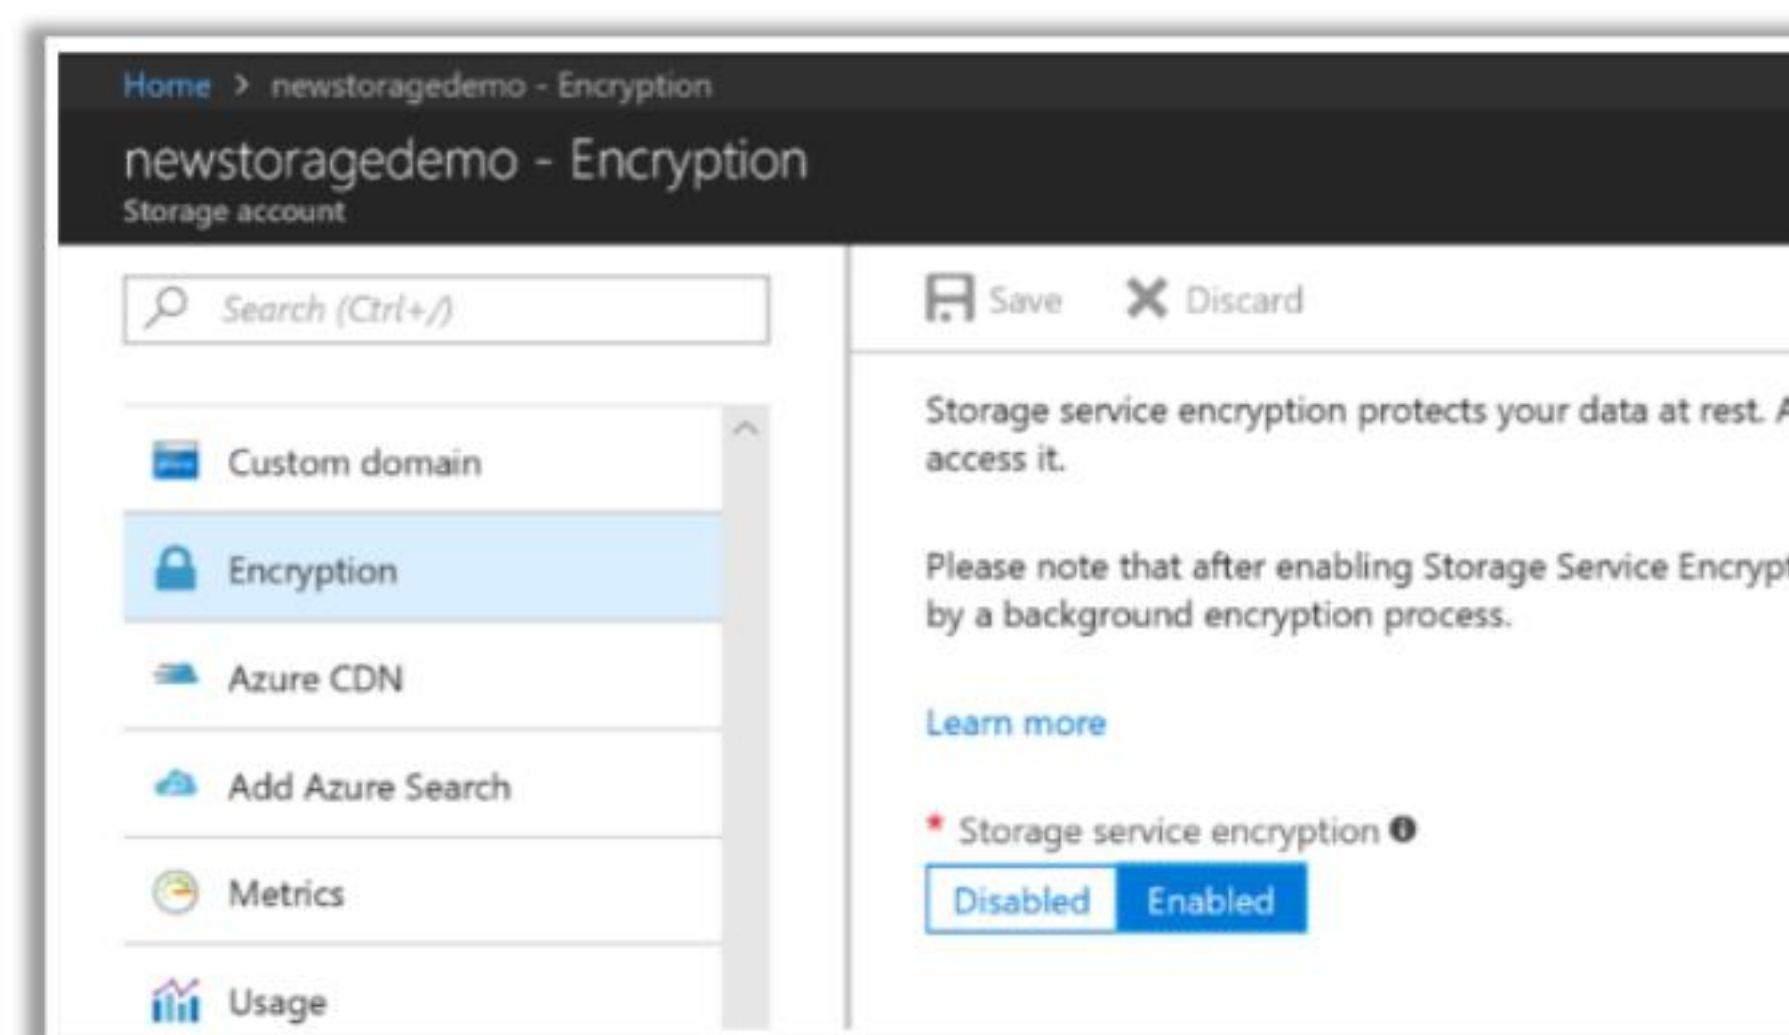 Home > newstoragedemo - Encryption
newstoragedemo - Encryption
Storage account
Search (Ctrl+/)
Custom domain
Encryption
Azure CDN
Add Azure Search
Metrics
Usage
Save Discard
Storage service encryption protects your data at rest. A
access it.
Please note that after enabling Storage Service Encrypt
by a background encryption process.
Learn more
* Storage service encryption
Disabled Enabled